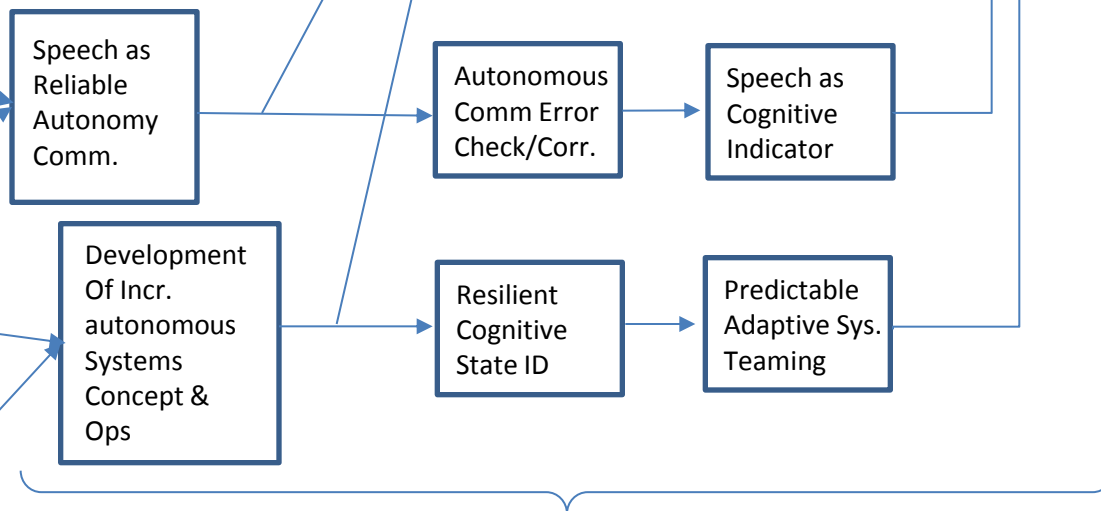 Speech as
Reliable
Autonomy
Comm.
Autonomous
Comm Error
Check/Corr.
Speech as
Cognitive
Indicator
Development
Of Incr.
autonomous
Systems
Concept &
Ops
Resilient
Cognitive
State ID
Predictable
Adaptive Sys.
Teaming